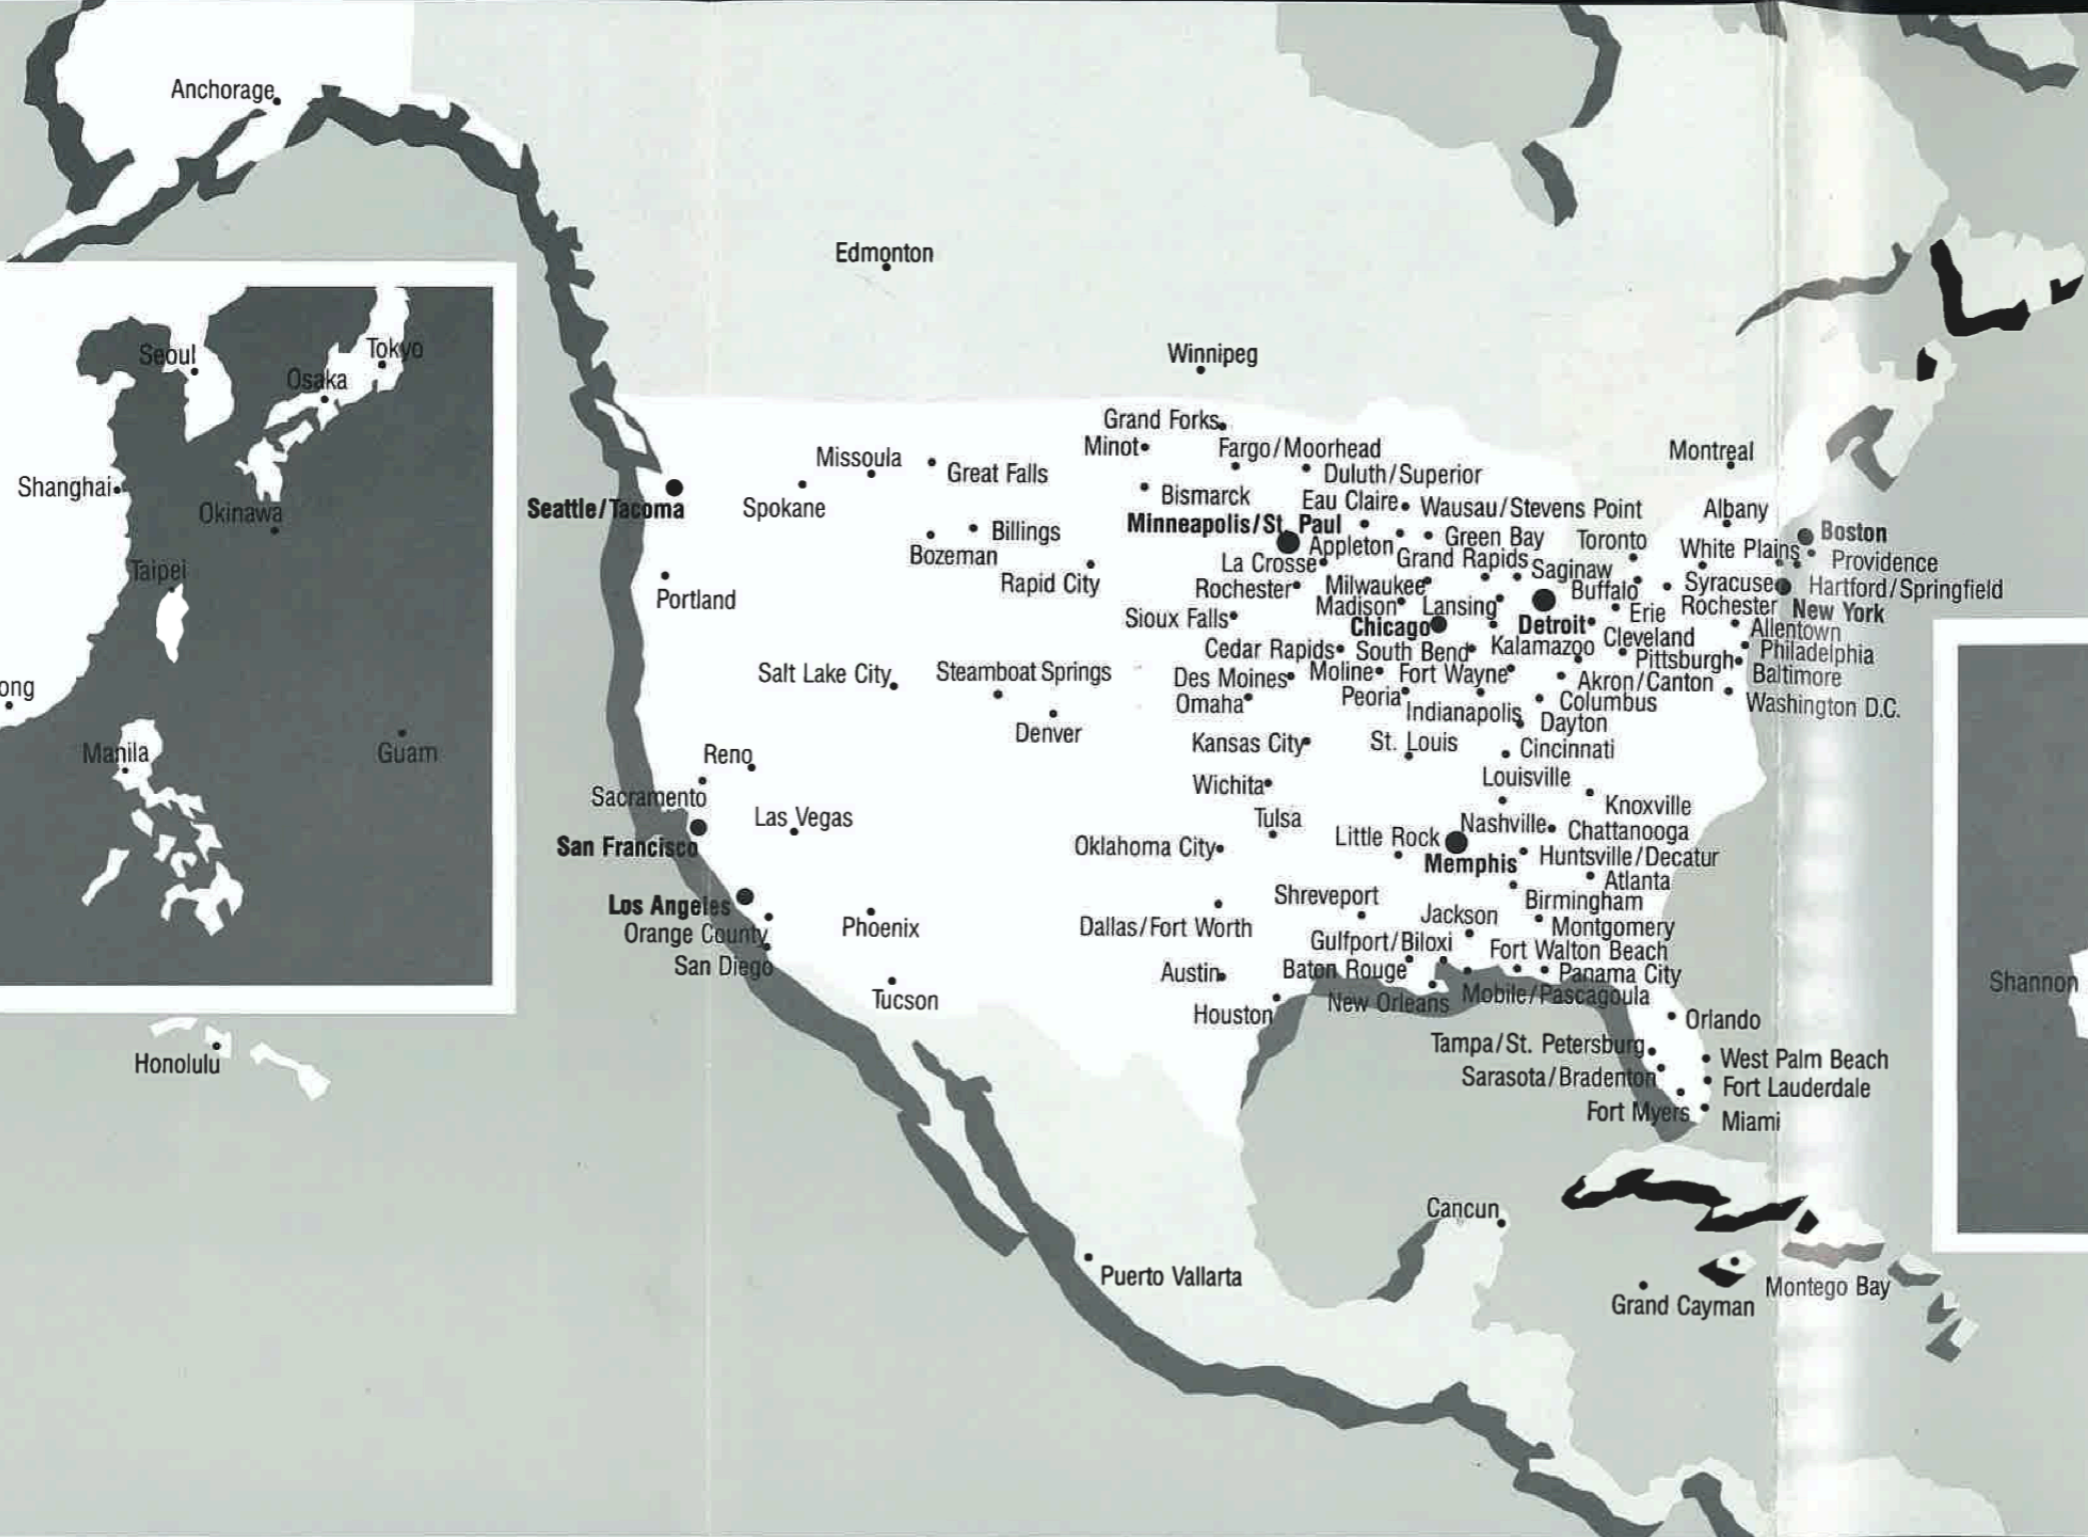 Anchorage
Edmonton
Winnipeg
Seoul
Osaka
Tokyo
Shanghai
Okinawa
Taipei
ong
Manila
Guam
Honolulu
Grand Forks
Minot
Fargo/Moorhead
Missoula
Great Falls
Duluth/Superior
Montreal
Seattle/Tacoma
Spokane
Bismarck
Eau Claire
Wausau/Stevens Point
Albany
Minneapolis/St. Paul
Billings
Bozeman
Appleton
Green Bay
Toronto
White Plains
Boston
Providence
Rapid City
La Crosse
Grand Rapids
Saginaw
Syracuse
Hartford/Springfield
Portland
Rochester
Milwaukee
Buffalo
Madison
Lansing
Erie
Rochester
New York
Sioux Falls
Chicago
Detroit
Allentown
Cedar Rapids
South Bend
Kalamazoo
Cleveland
Philadelphia
Pittsburgh
Salt Lake City
Steamboat Springs
Des Moines
Moline
Fort Wayne
Akron/Canton
Baltimore
Omaha
Peoria
Indianapolis
Columbus
Washington D.C.
Denver
Dayton
Reno
Kansas City
St. Louis
Cincinnati
Sacramento
Wichita
Louisville
Knoxville
Las Vegas
Tulsa
San Francisco
Oklahoma City
Little Rock
Nashville
Chattanooga
Memphis
Huntsville/Decatur
Atlanta
Los Angeles
Shreveport
Birmingham
Orange County
Phoenix
Dallas/Fort Worth
Jackson
Montgomery
San Diego
Gulfport/Biloxi
Fort Walton Beach
Tucson
Austin
Baton Rouge
Panama City
Houston
New Orleans
Mobile/Pascagoula
Shannon
Orlando
Tampa/St. Petersburg
West Palm Beach
Sarasota/Bradenton
Fort Lauderdale
Fort Myers
Miami
Cancun
Puerto Vallarta
Grand Cayman
Montego Bay